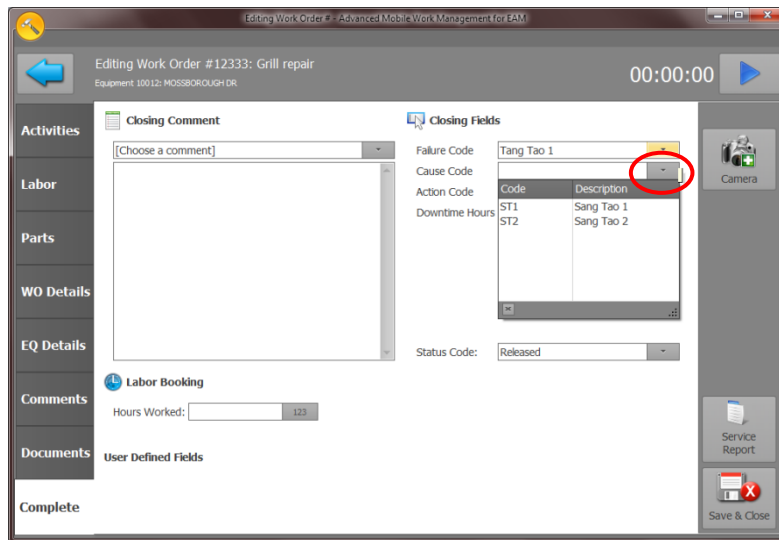 Editing Work Order # - Advanced Mobile Work Management for EAM
Editing Work Order #12333: Grill repair
Equipment 10012: MOSSBOROUGH DR
00:00:00
Activities
Labor
Parts
WO Details
EQ Details
Comments
Documents
Complete
Closing Comment
[Choose a comment]
Labor Booking
Hours Worked:
123
User Defined Fields
Closing Fields
Failure Code Tang Tao 1
Cause Code
Action Code
Downtime Hours
Code Description
ST1 Sang Tao 1
ST2 Sang Tao 2
Status Code: Released
Camera
Service
Report
Save & Close